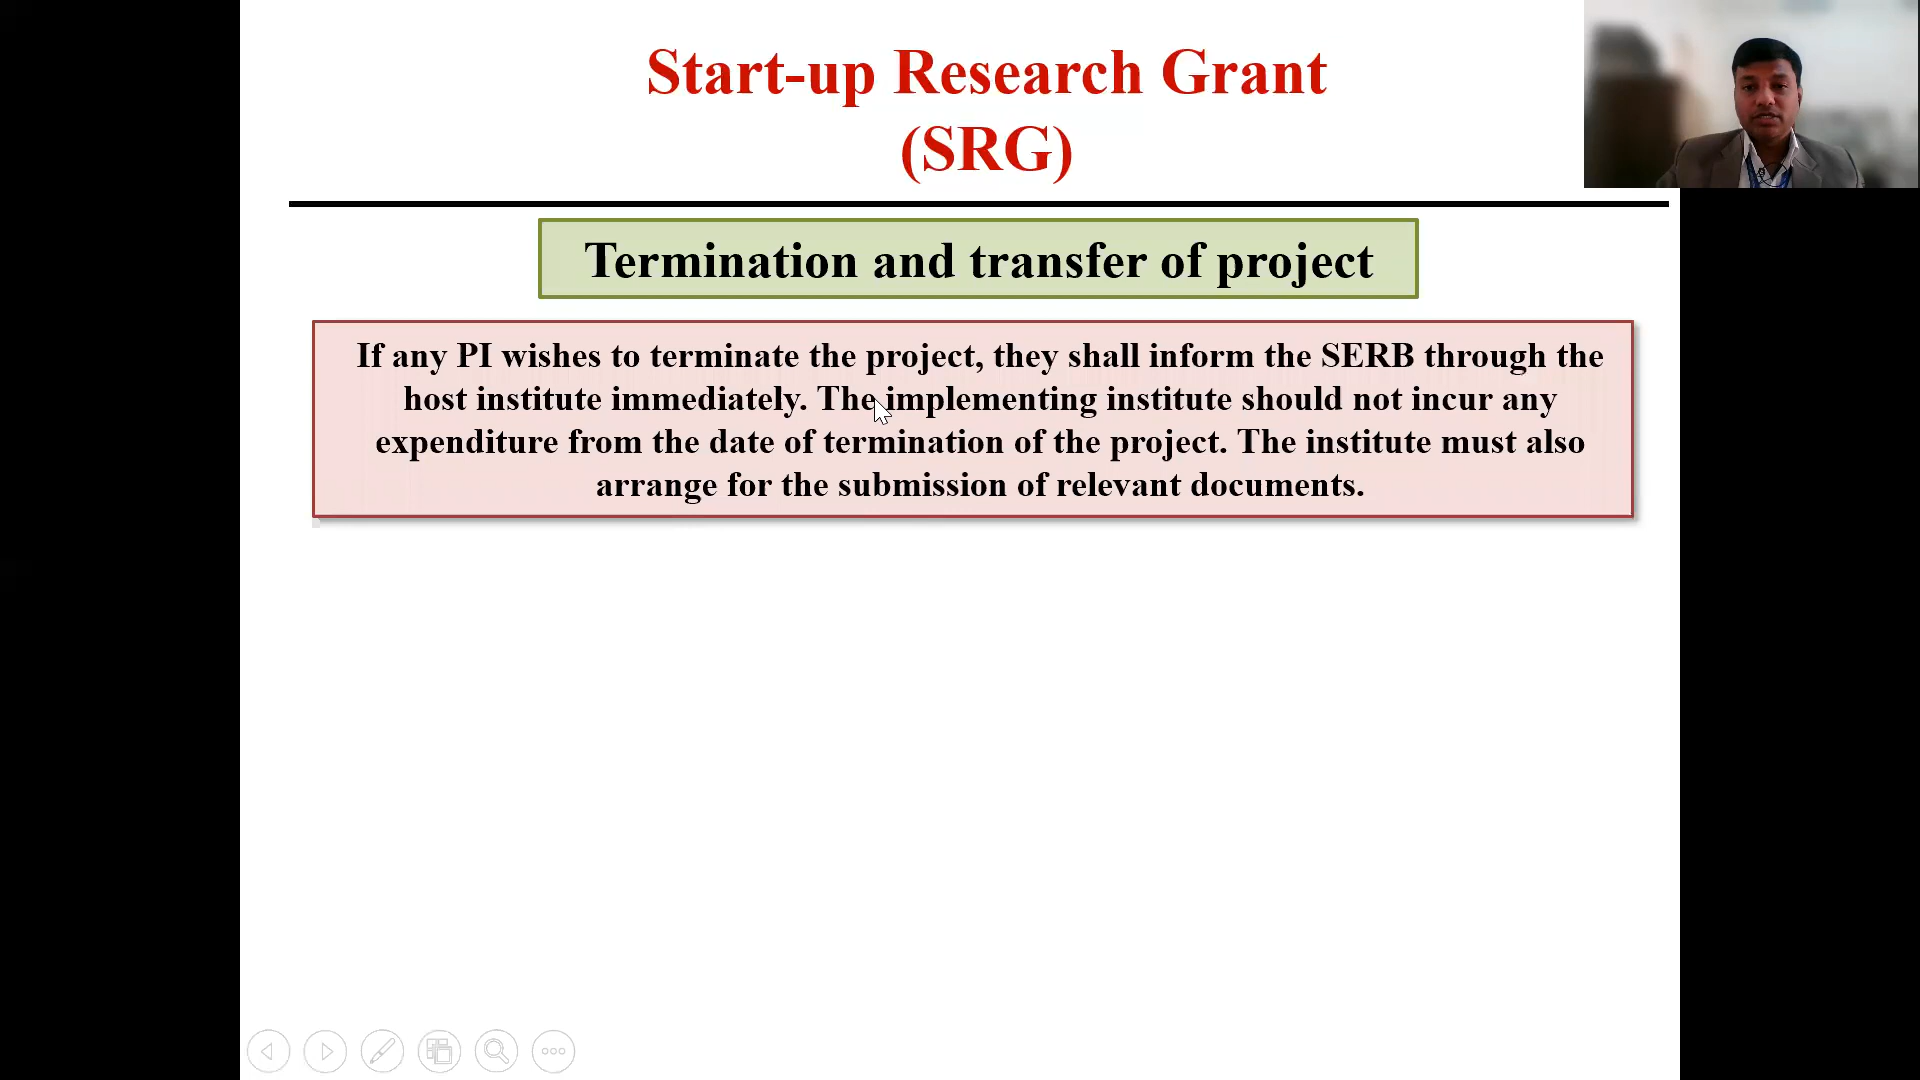 Start-up Research Grant
(SRG)
Termination and transfer of project
If any PI wishes to terminate the project, they shall inform the SERB through the
host institute immediately. The implementing institute should not incur any
expenditure from the date of termination of the project. The institute must also
arrange for the submission of relevant documents.